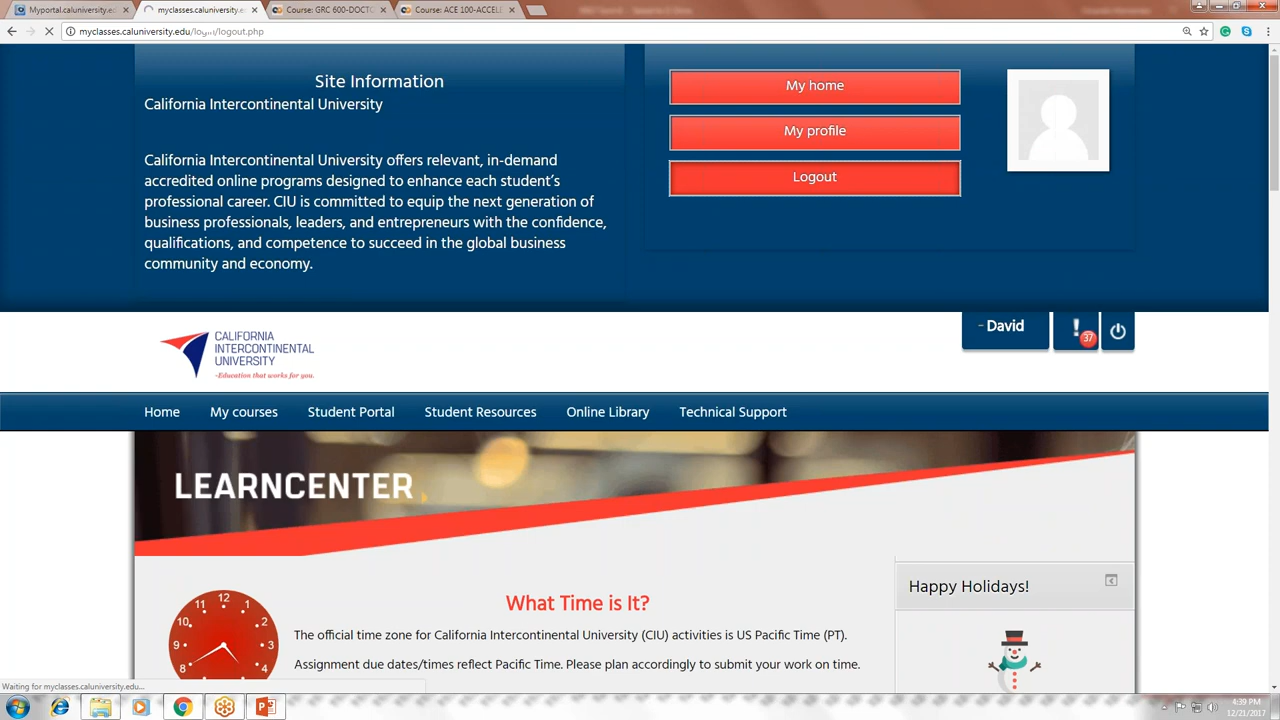 Myportal.caluniversity.e
myclasses.caluniversity.e
Course: GRC 600-DOCTO
Course: ACE 100-ACCELE
myclasses.caluniversity.edu/login/logout.php
Site Information
California Intercontinental University
California Intercontinental University offers relevant, in-demand
accredited online programs designed to enhance each student's
professional career. CIU is committed to equip the next generation of
business professionals, leaders, and entrepreneurs with the confidence,
qualifications, and competence to succeed in the global business
community and economy.
My home
My profile
Logout
CALIFORNIA
INTERCONTINENTAL
UNIVERSITY
-Education that works for you.
- David
37
Home My courses Student Portal Student Resources Online Library Technical Support
LEARNCENTER
What Time is It?
The official time zone for California Intercontinental University (CIU) activities is US Pacific Time (PT).
Assignment due dates/times reflect Pacific Time. Please plan accordingly to submit your work on time.
12
11 1
10 2
9 3
8 4
Happy Holidays!
Waiting for myclasses.caluniversity.edu...
4:39 PM
12/21/2017